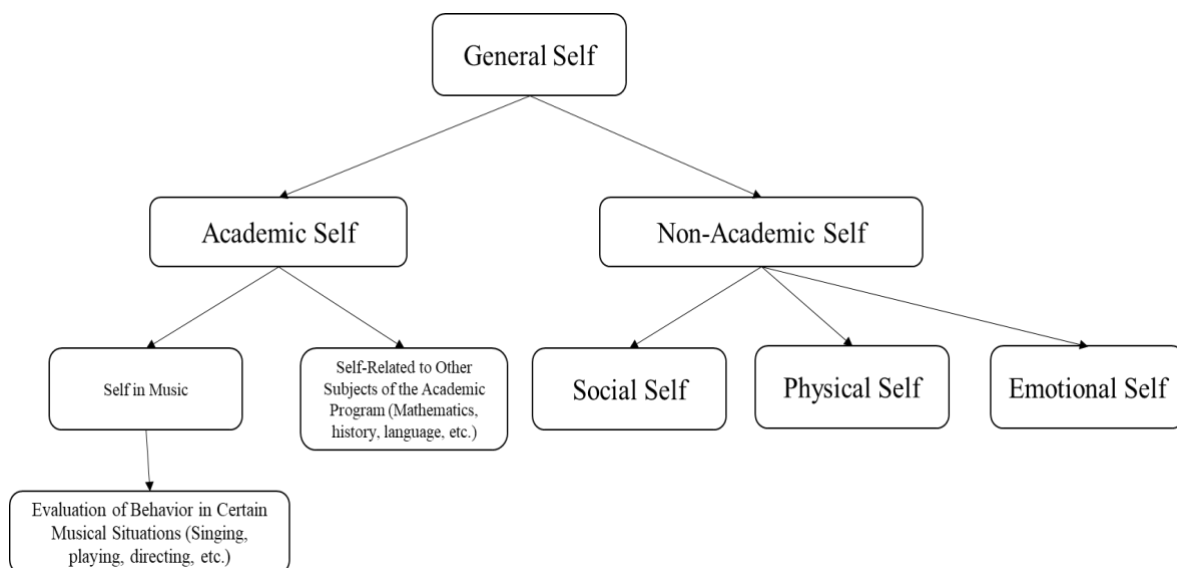 General Self
Academic Self
Non-Academic Self
Self in Music
Self-Related to Other
Subjects of the Academic
Program (Mathematics,
history, language, etc.)
Social Self
Physical Self
Emotional Self
Evaluation of Behavior in Certain
Musical Situations (Singing,
playing, directing, etc.)